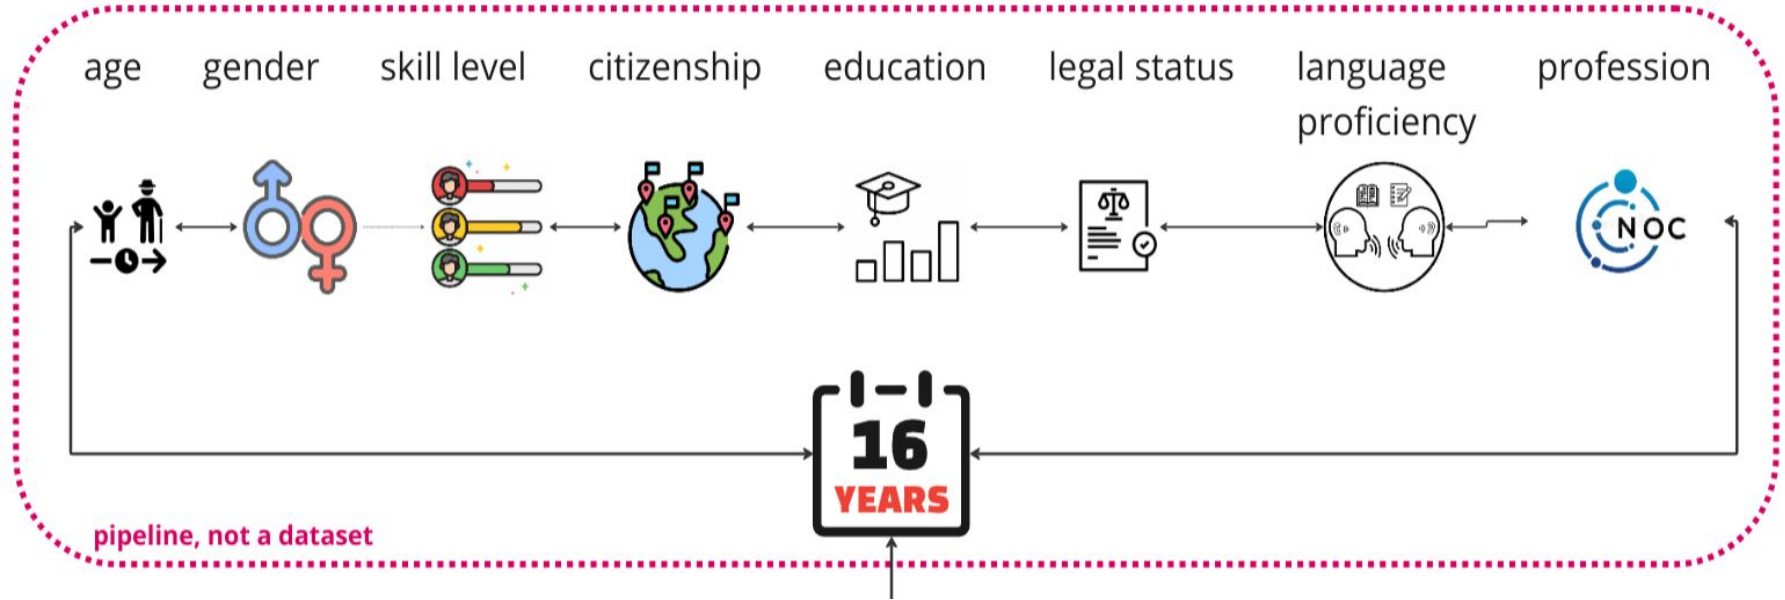 age gender skill level citizenship education legal status language profession
proficiency
NOC
16
YEARS
pipeline, not a dataset